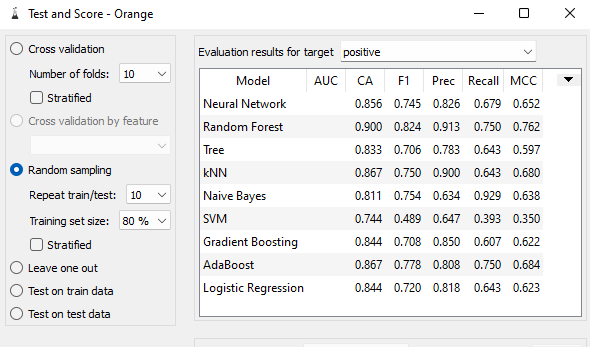 Test and Score - Orange
Cross validation
Number of folds: 10
Stratified
Cross validation by feature
Random sampling
Repeat train/test: 10
Training set size: 80 %
Stratified
Leave one out
Test on train data
Test on test data
Evaluation results for target positive
Model AUC CA F1 Prec Recall MCC
Neural Network 0.856 0.745 0.826 0.679 0.652
Random Forest 0.900 0.824 0.913 0.750 0.762
Tree 0.833 0.706 0.783 0.643 0.597
kNN 0.867 0.750 0.900 0.643 0.680
Naive Bayes 0.811 0.754 0.634 0.929 0.638
SVM 0.744 0.489 0.647 0.393 0.350
Gradient Boosting 0.844 0.708 0.850 0.607 0.622
AdaBoost 0.867 0.778 0.808 0.750 0.684
Logistic Regression 0.844 0.720 0.818 0.643 0.623